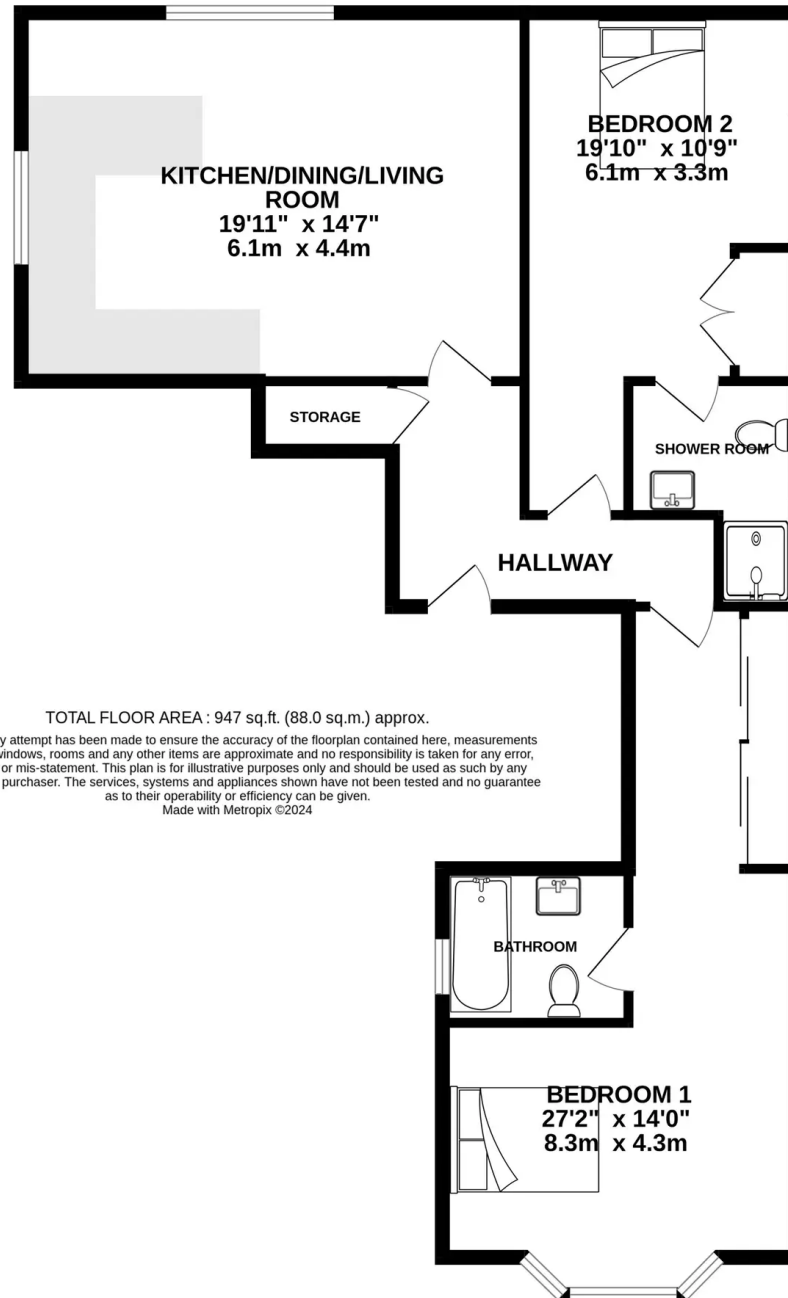 BEDROOM 2
19'10" x 10'9"
6.1m x 3.3m
KITCHEN/DINING/LIVING
ROOM
19'11" x 14'7"
6.1m x 4.4m
STORAGE
SHOWER ROOM
HALLWAY
TOTAL FLOOR AREA : 947 sq.ft. (88.0 sq.m.) approx.
attempt has been made to ensure the accuracy of the floorplan contained here, measurements
windows, rooms and any other items are approximate and no responsibility is taken for any error,
or mis-statement. This plan is for illustrative purposes only and should be used as such by any
purchaser. The services, systems and appliances shown have not been tested and no guarantee
as to their operability or efficiency can be given.
Made with Metropix ©2024
BATHROOM
BEDROOM 1
27'2" x 14'0"
8.3m x 4.3m